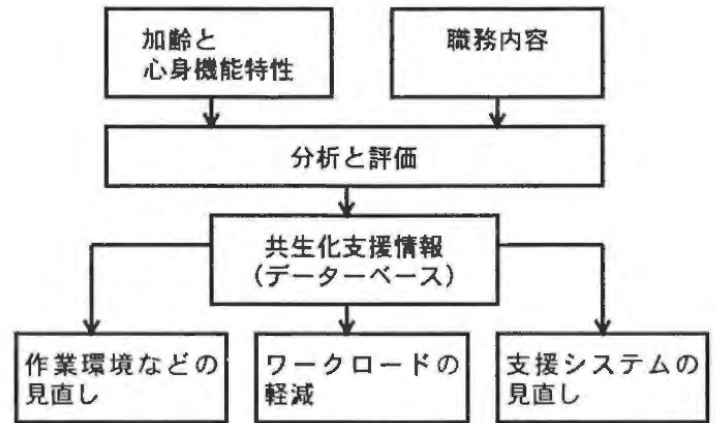 加齢と
心身機能特性
職務内容
分析と評価
共生化支援情報
(データーベース)
作業環境などの
見直し
ワークロードの
軽減
支援システムの
見直し